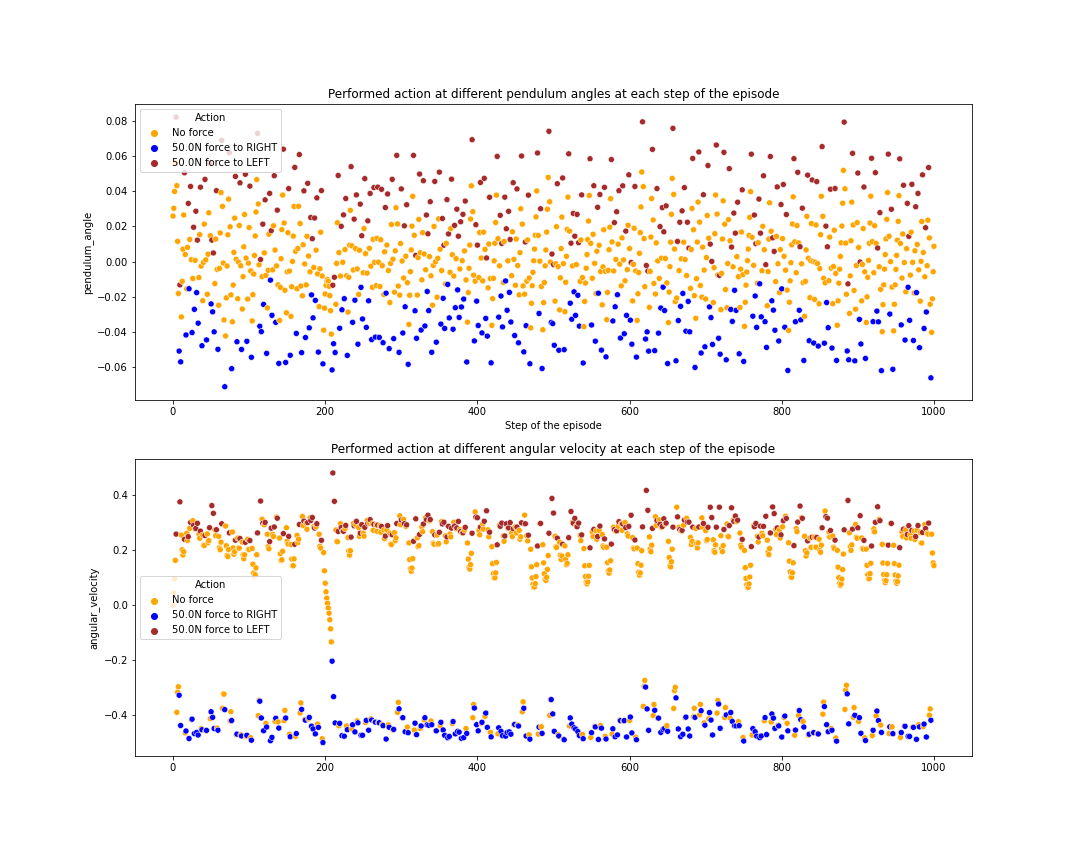 Performed action at different pendulum angles at each step of the episode
pendulum_angle
0.08
0.06
0.04
0.02
0.00
−0.02
−0.04
−0.06
Action
No force
50.0N force to RIGHT
50.0N force to LEFT
0 200 400 600 800 1000
Step of the episode
Performed action at different angular velocity at each step of the episode
angular_velocity
0.4
0.2
0.0
−0.2
−0.4
Action
No force
50.0N force to RIGHT
50.0N force to LEFT
0 200 400 600 800 1000